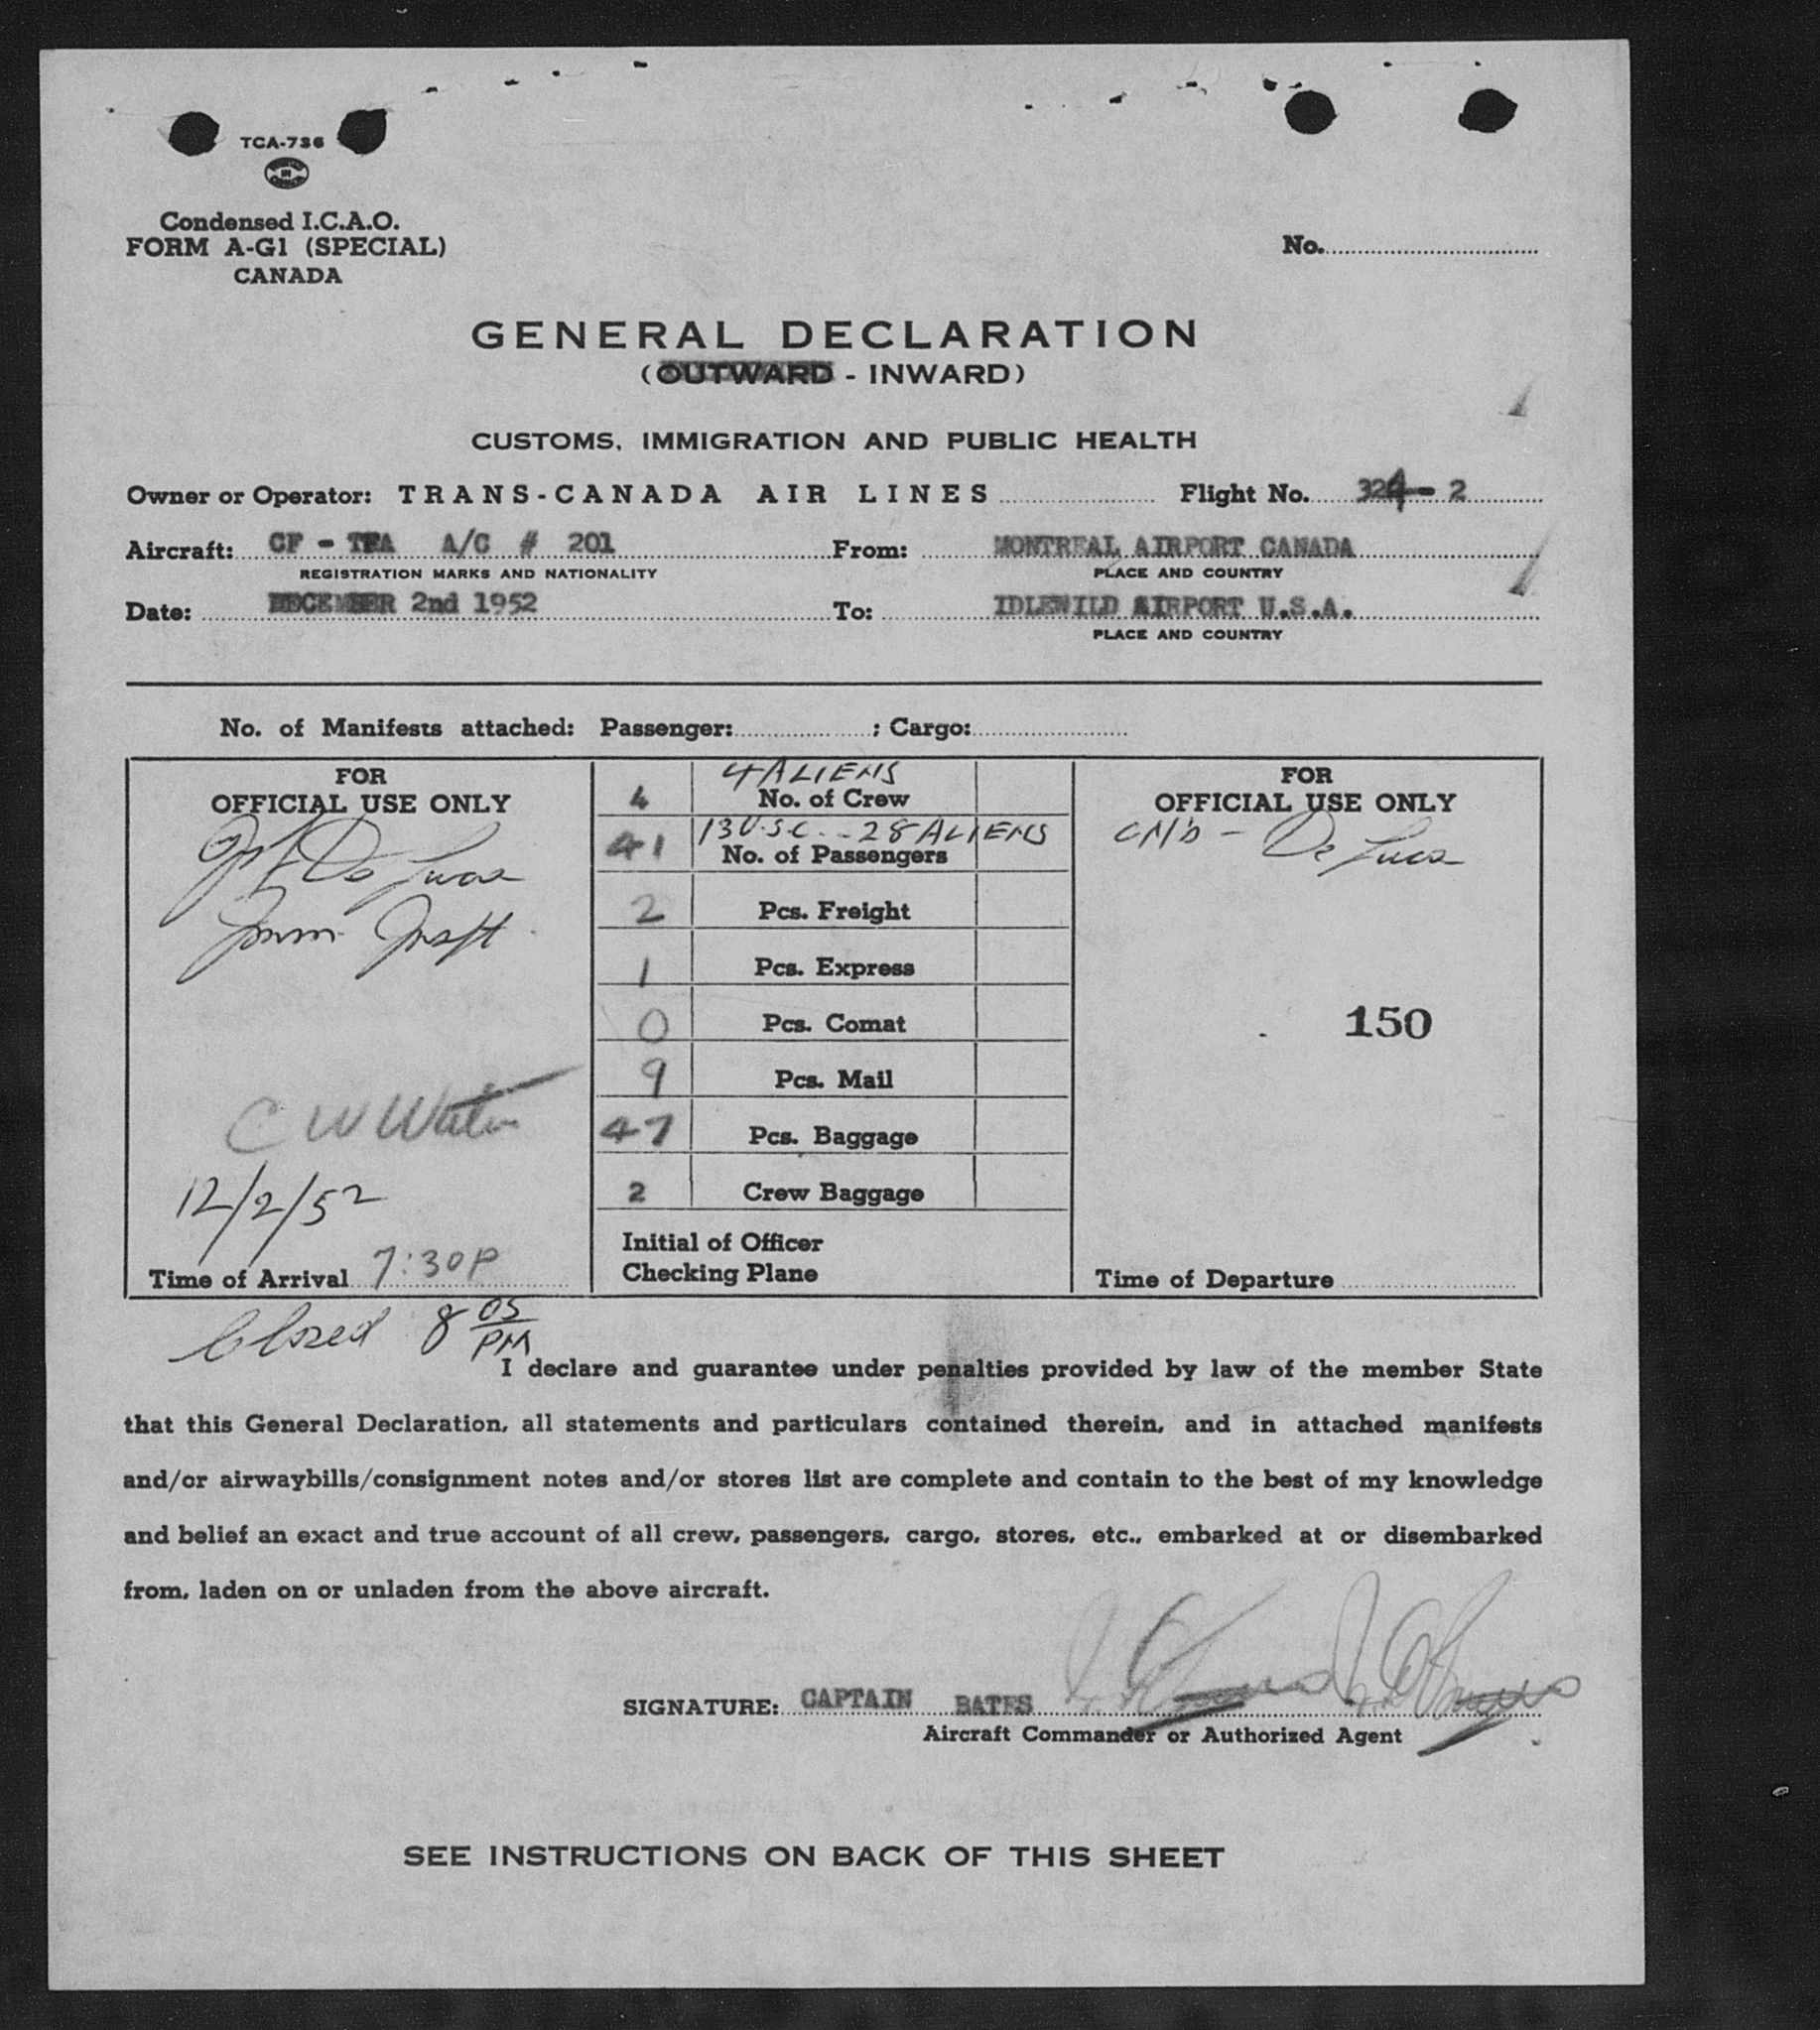 TCA-736
Condensed I.C.A.O.
FORM A-G1 (SPECIAL)
CANADA
No.
GENERAL DECLARATION
(OUTWARD - INWARD)
CUSTOMS, IMMIGRATION AND PUBLIC HEALTH
Owner or Operator: TRANS-CANADA AIR LINES Flight No. 324 - 2
Aircraft: CF - TFA A/C # 201 From: MONTREAL AIRPORT CANADA
REGISTRATION MARKS AND NATIONALITY PLACE AND COUNTRY
Date: DECEMBER 2nd 1952 To: IDLEWILD AIRPORT U.S.A.
PLACE AND COUNTRY
No. of Manifests attached: Passenger: ; Cargo:
FOR
OFFICIAL USE ONLY
De Luca
Imm. Inspt.
C W
12/2/52
Time of Arrival 7:30P
4 ALIENS
4 No. of Crew
13 U.S.C. - 28 ALIENS
41 No. of Passengers
2 Pcs. Freight
1 Pcs. Express
0 Pcs. Comat
9 Pcs. Mail
47 Pcs. Baggage
2 Crew Baggage
Initial of Officer
Checking Plane
FOR
OFFICIAL USE ONLY
De Luca
150
Time of Departure
Closed 8 05 PM
I declare and guarantee under penalties provided by law of the member State
that this General Declaration, all statements and particulars contained therein, and in attached manifests
and/or airwaybills/consignment notes and/or stores list are complete and contain to the best of my knowledge
and belief an exact and true account of all crew, passengers, cargo, stores, etc., embarked at or disembarked
from, laden on or unladen from the above aircraft.
SIGNATURE: CAPTAIN BATES
Aircraft Commander or Authorized Agent
SEE INSTRUCTIONS ON BACK OF THIS SHEET